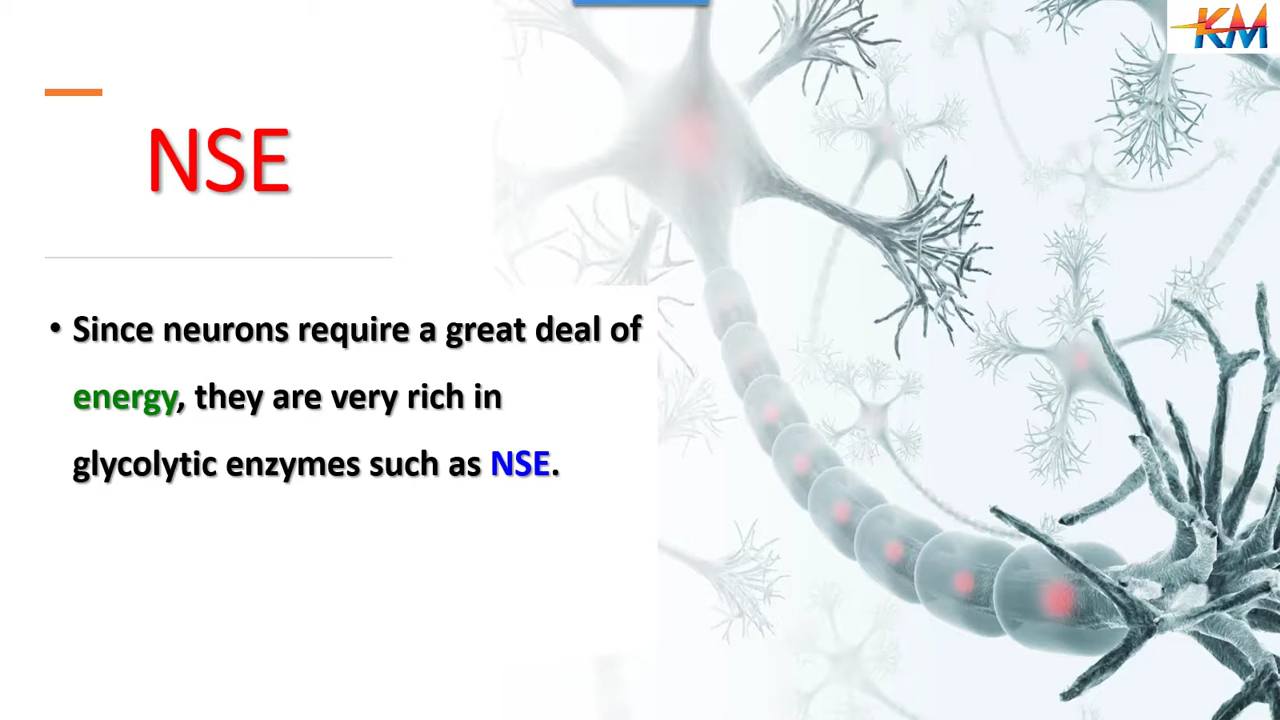 KM
NSE
• Since neurons require a great deal of
energy, they are very rich in
glycolytic enzymes such as NSE.